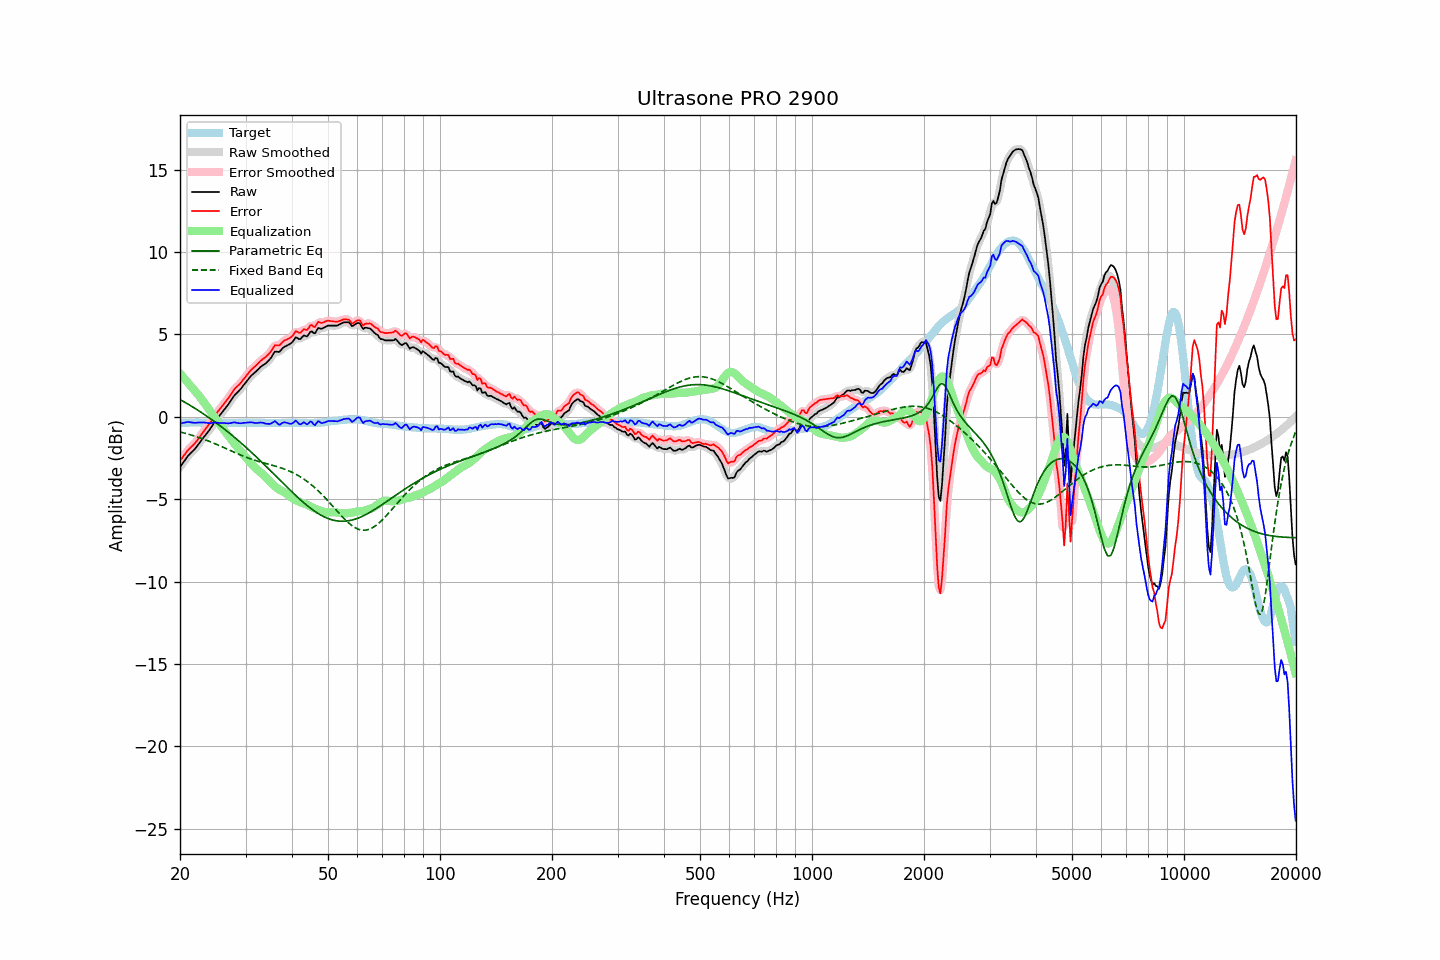 Ultrasone PRO 2900
Target
Raw Smoothed
Error Smoothed
Raw
Error
Equalization
Parametric Eq
Fixed Band Eq
Equalized
Amplitude (dBr)
15
10
5
0
−5
−10
−15
−20
−25
20
50
100
200
500
1000
2000
5000
10000
20000
Frequency (Hz)